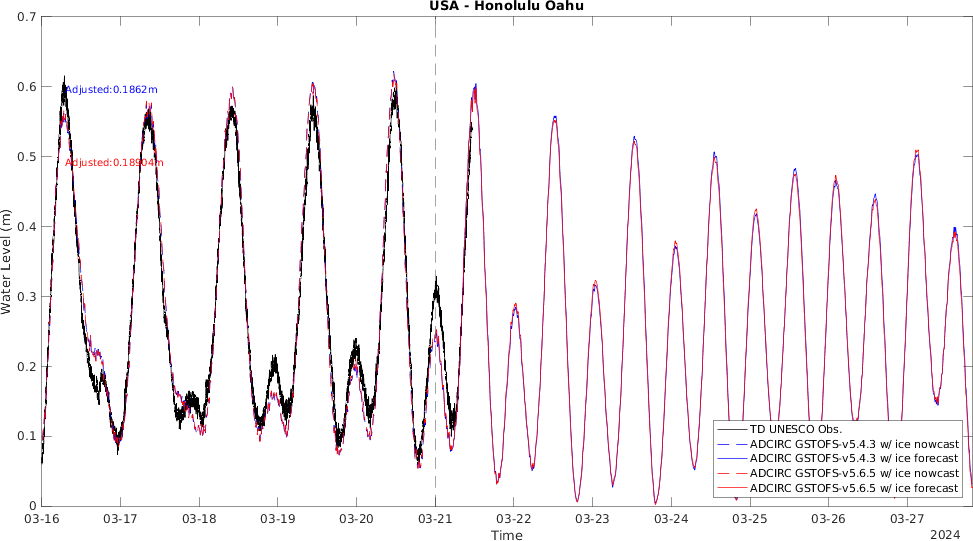 USA - Honolulu Oahu
0.7
0.6
0.5
0.4
0.3
0.2
0.1
0
Water Level (m)
Adjusted:0.1862m
Adjusted:0.18904m
TD UNESCO Obs.
ADCIRC GSTOFS-v5.4.3 w/ ice nowcast
ADCIRC GSTOFS-v5.4.3 w/ ice forecast
ADCIRC GSTOFS-v5.6.5 w/ ice nowcast
ADCIRC GSTOFS-v5.6.5 w/ ice forecast
03-16 03-17 03-18 03-19 03-20 03-21 03-22 03-23 03-24 03-25 03-26 03-27
Time
2024